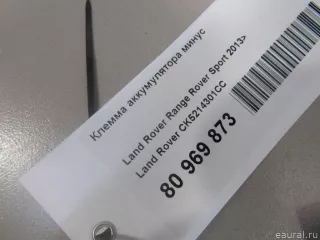 Клемма аккумулятора минус
Land Rover Range Rover Sport 2013>
Land Rover CK5214301CC
80 969 873
eaural.ru